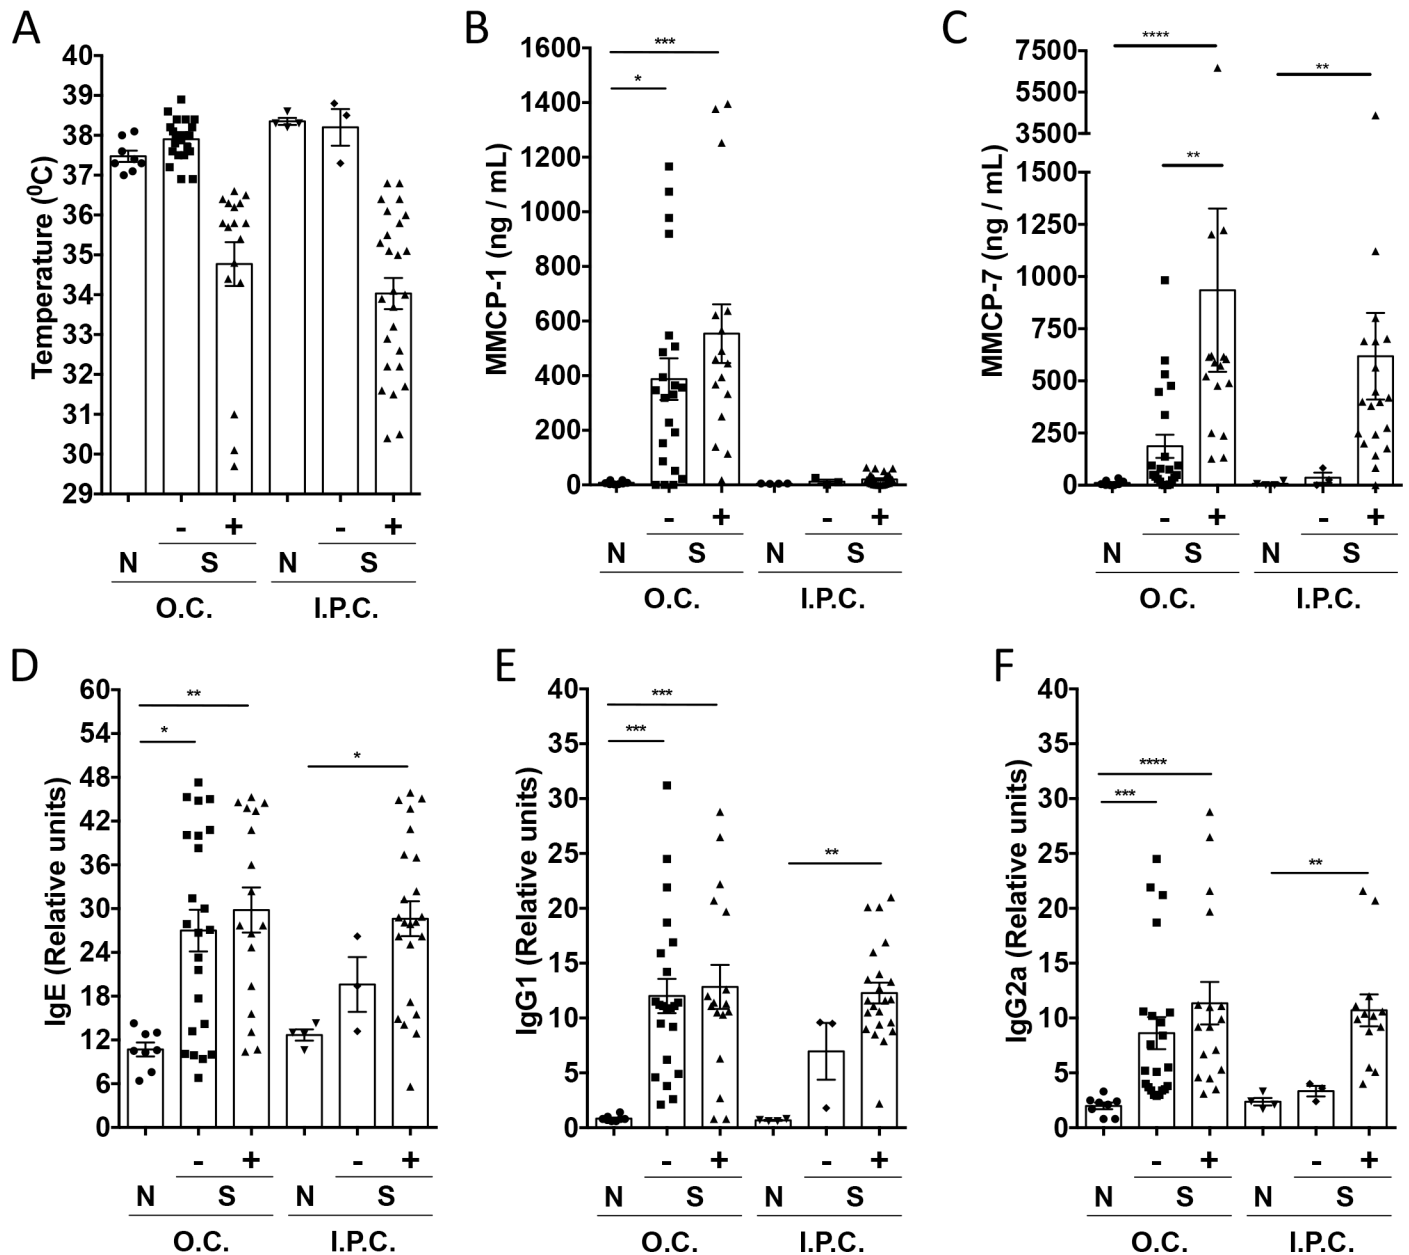 A
Temperature (⁰C)
40
39
38
37
36
35
34
33
32
31
30
29
- + - +
N S N S
O.C. I.P.C.
B
MMCP-1 (ng / mL)
1600
1400
1200
1000
800
600
400
200
0
***
*
- + - +
N S N S
O.C. I.P.C.
C
MMCP-7 (ng / mL)
7500
5500
3500
1500
1250
1000
750
500
250
0
****
**
**
- + - +
N S N S
O.C. I.P.C.
D
IgE (Relative units)
60
54
48
42
36
30
24
18
12
6
0
**
*
*
- + - +
N S N S
O.C. I.P.C.
E
IgG1 (Relative units)
40
35
30
25
20
15
10
5
0
***
***
**
- + - +
N S N S
O.C. I.P.C.
F
IgG2a (Relative units)
40
35
30
25
20
15
10
5
0
****
***
**
- + - +
N S N S
O.C. I.P.C.